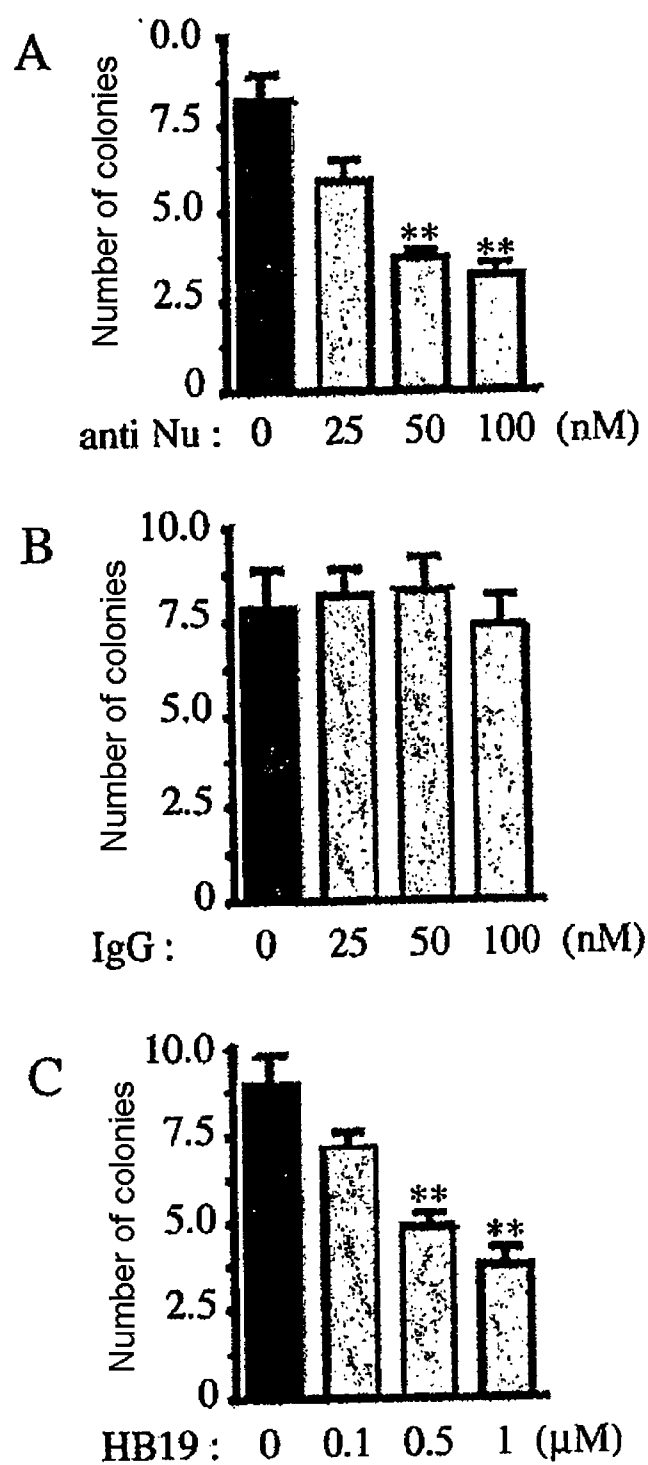 A
Number of colonies
0.0
7.5
5.0
2.5
0
** **
anti Nu : 0 25 50 100 (nM)
B
Number of colonies
10.0
7.5
5.0
2.5
0
IgG : 0 25 50 100 (nM)
C
Number of colonies
10.0
7.5
5.0
2.5
0
** **
HB19 : 0 0.1 0.5 1 (μM)